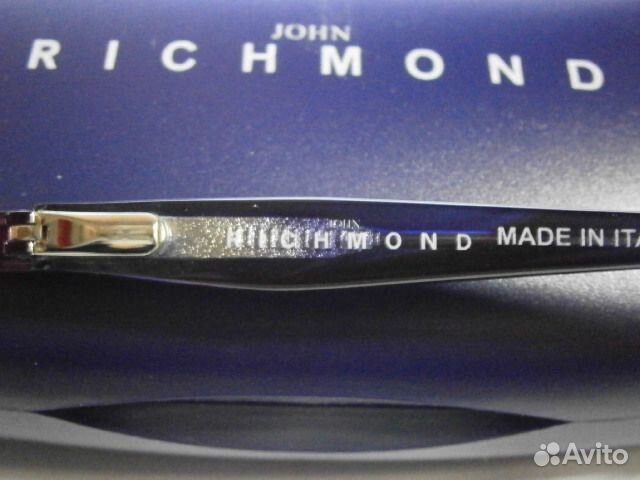 JOHN
RICHMOND
JOHN
RICHMOND MADE IN ITA
Avito